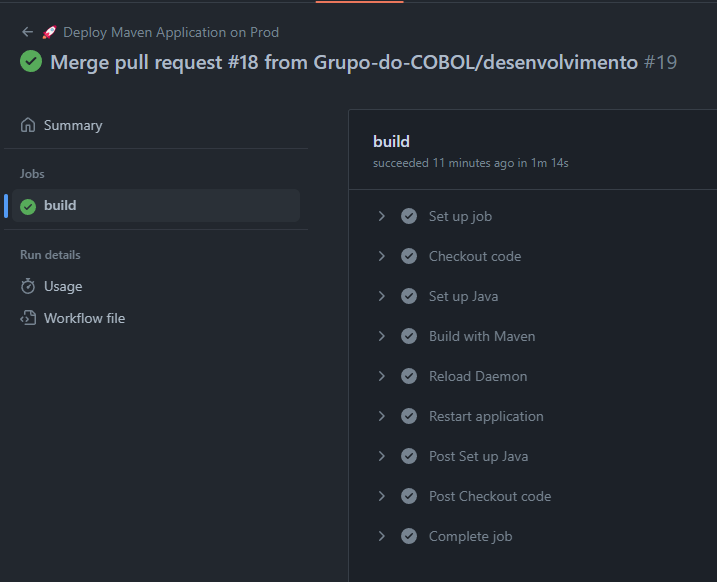 Deploy Maven Application on Prod
Merge pull request #18 from Grupo-do-COBOL/desenvolvimento #19
Summary
Jobs
build
Run details
Usage
Workflow file
build
succeeded 11 minutes ago in 1m 14s
Set up job
Checkout code
Set up Java
Build with Maven
Reload Daemon
Restart application
Post Set up Java
Post Checkout code
Complete job